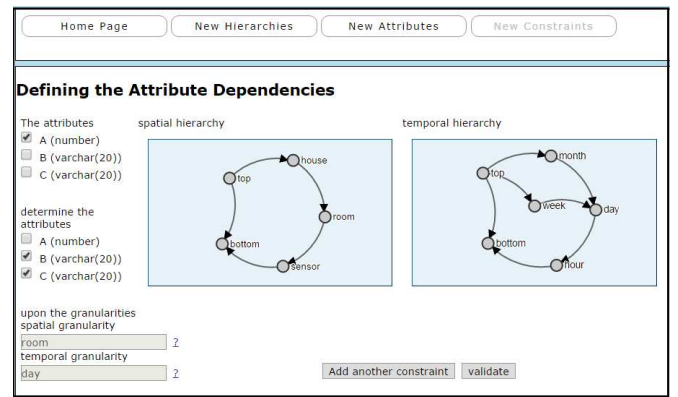 Home Page
New Hierarchies
New Attributes
New Constraints
Defining the Attribute Dependencies
The attributes
A (number)
B (varchar(20))
C (varchar(20))
determine the
attributes
A (number)
B (varchar(20))
C (varchar(20))
upon the granularities
spatial granularity
room
?
temporal granularity
day
?
spatial hierarchy
house
top
room
bottom
sensor
temporal hierarchy
month
top
week
day
bottom
hour
Add another constraint
validate